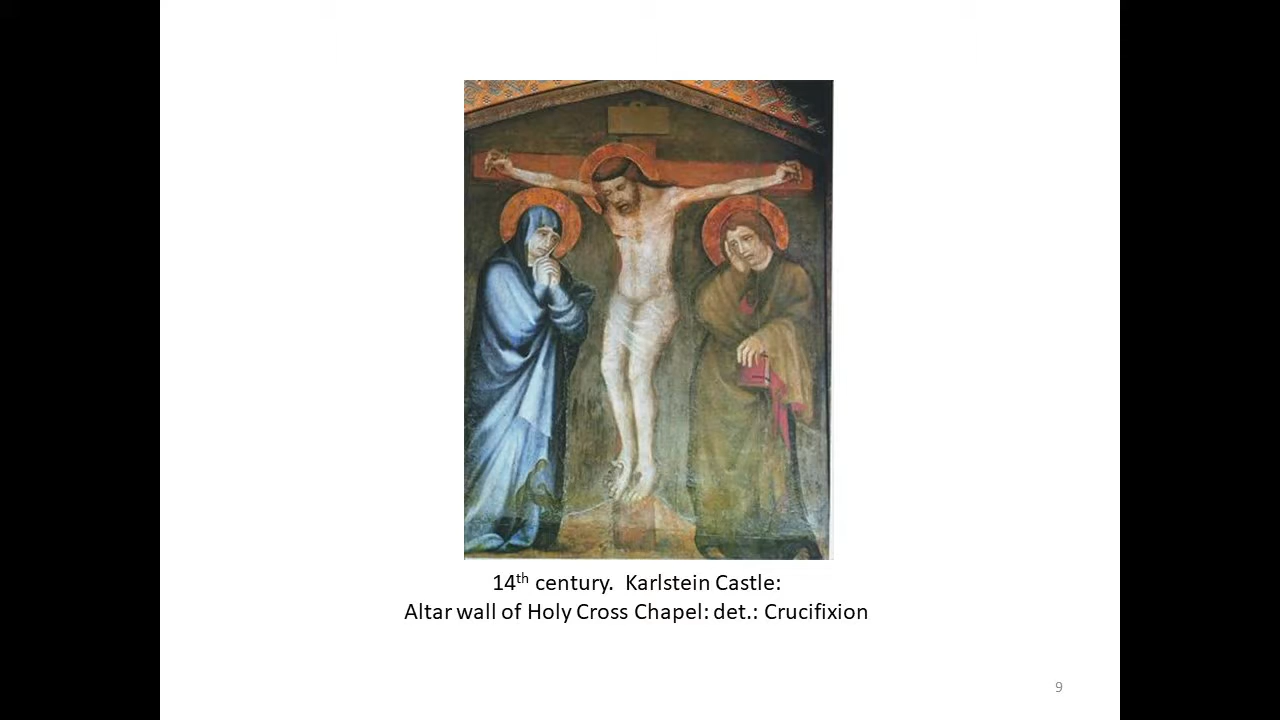 14th century.  Karlstein Castle:
Altar wall of Holy Cross Chapel: det.: Crucifixion
9